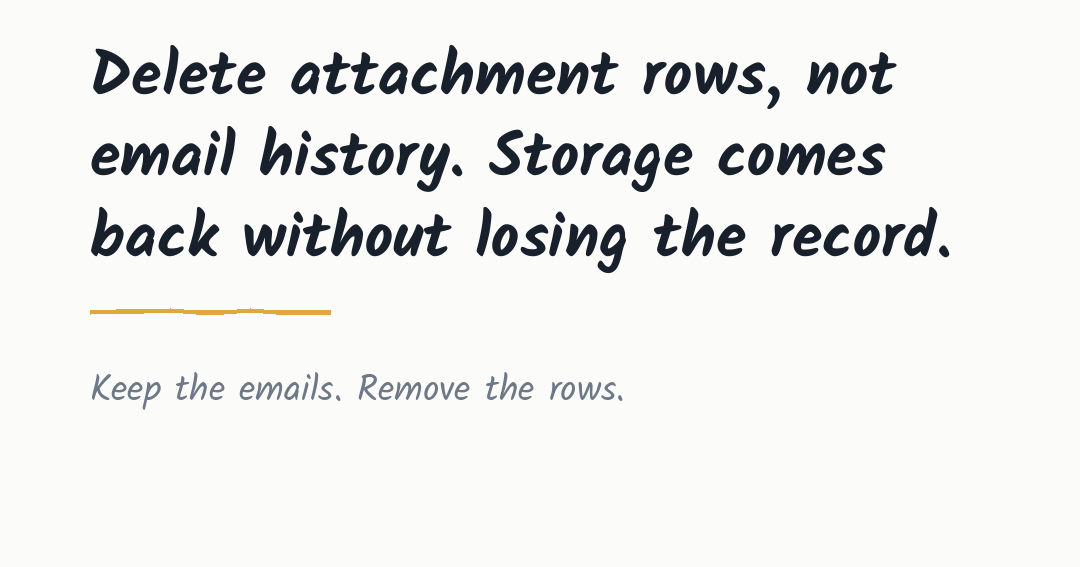 Delete attachment rows, not
email history. Storage comes
back without losing the record.
Keep the emails. Remove the rows.